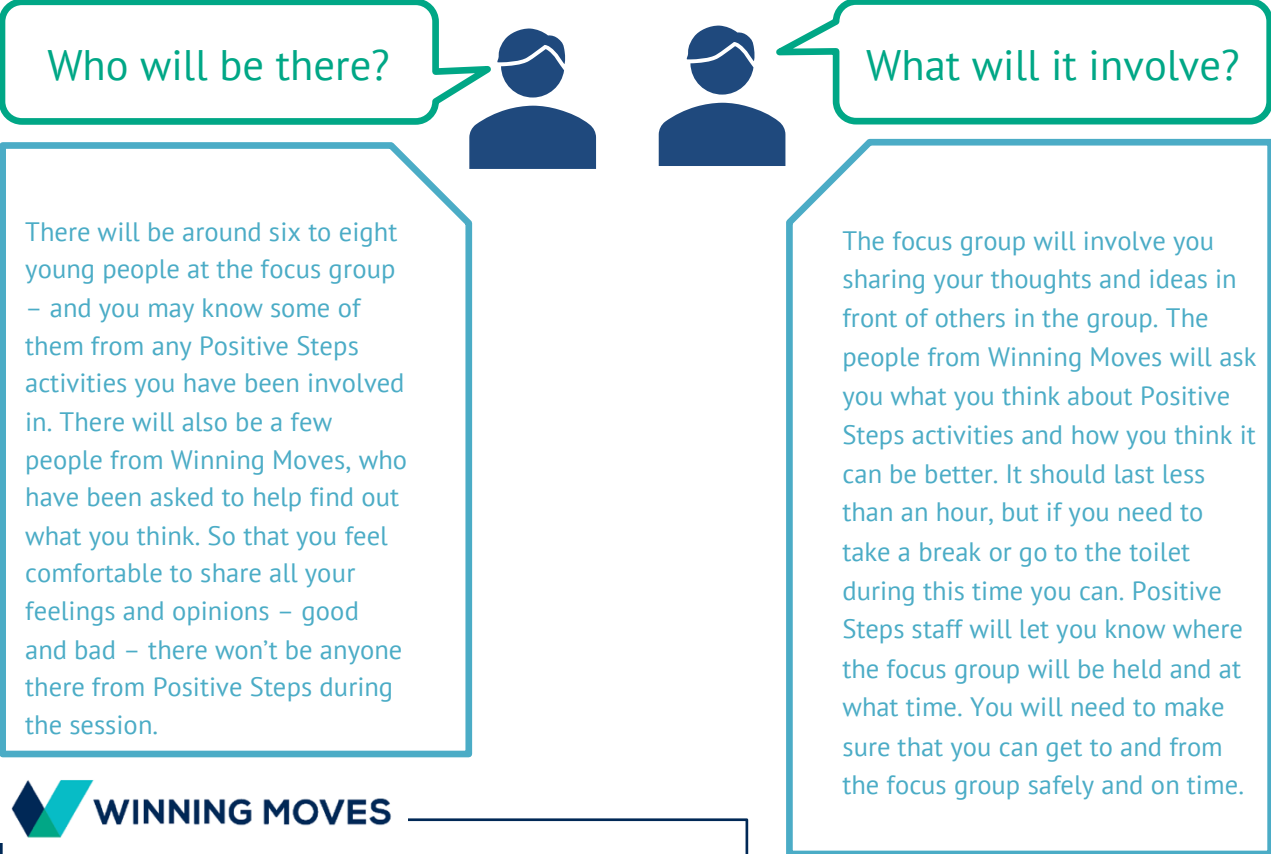 Who will be there?
There will be around six to eight
young people at the focus group
– and you may know some of
them from any Positive Steps
activities you have been involved
in. There will also be a few
people from Winning Moves, who
have been asked to help find out
what you think. So that you feel
comfortable to share all your
feelings and opinions – good
and bad – there won’t be anyone
there from Positive Steps during
the session.
WINNING MOVES
What will it involve?
The focus group will involve you
sharing your thoughts and ideas in
front of others in the group. The
people from Winning Moves will ask
you what you think about Positive
Steps activities and how you think it
can be better. It should last less
than an hour, but if you need to
take a break or go to the toilet
during this time you can. Positive
Steps staff will let you know where
the focus group will be held and at
what time. You will need to make
sure that you can get to and from
the focus group safely and on time.